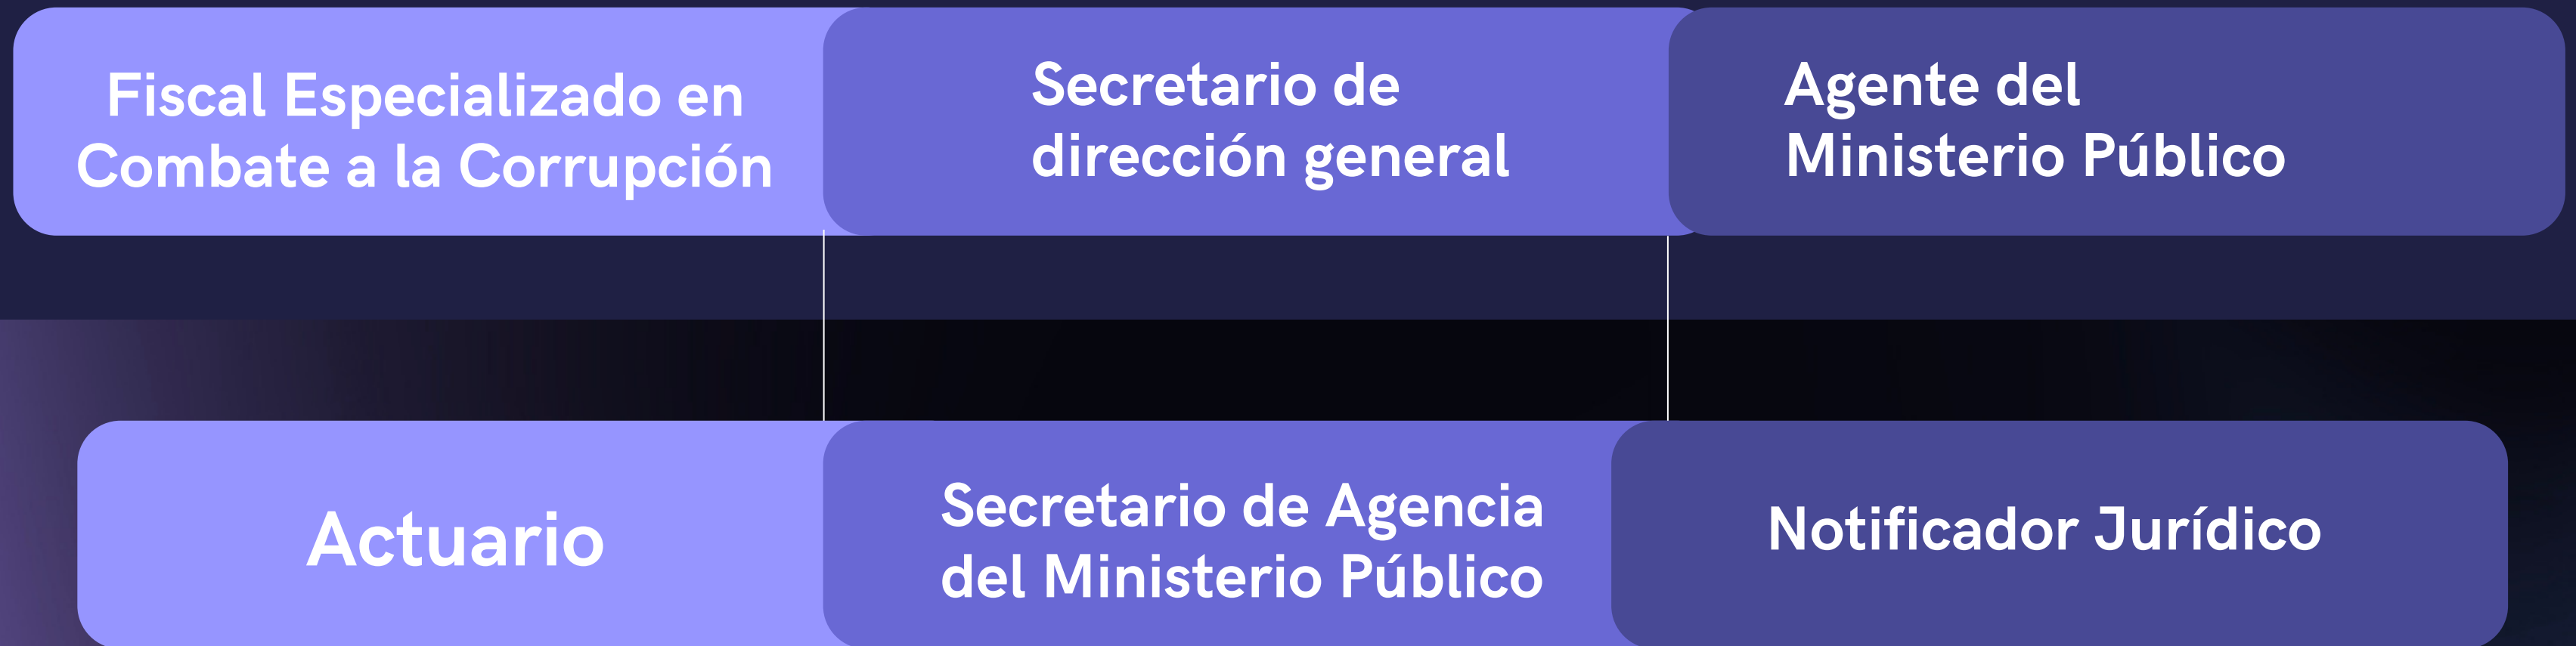 Fiscal Especializado en
Combate a la Corrupción
Secretario de
dirección general
Agente del
Ministerio Público
Actuario
Secretario de Agencia
del Ministerio Público
Notificador Jurídico